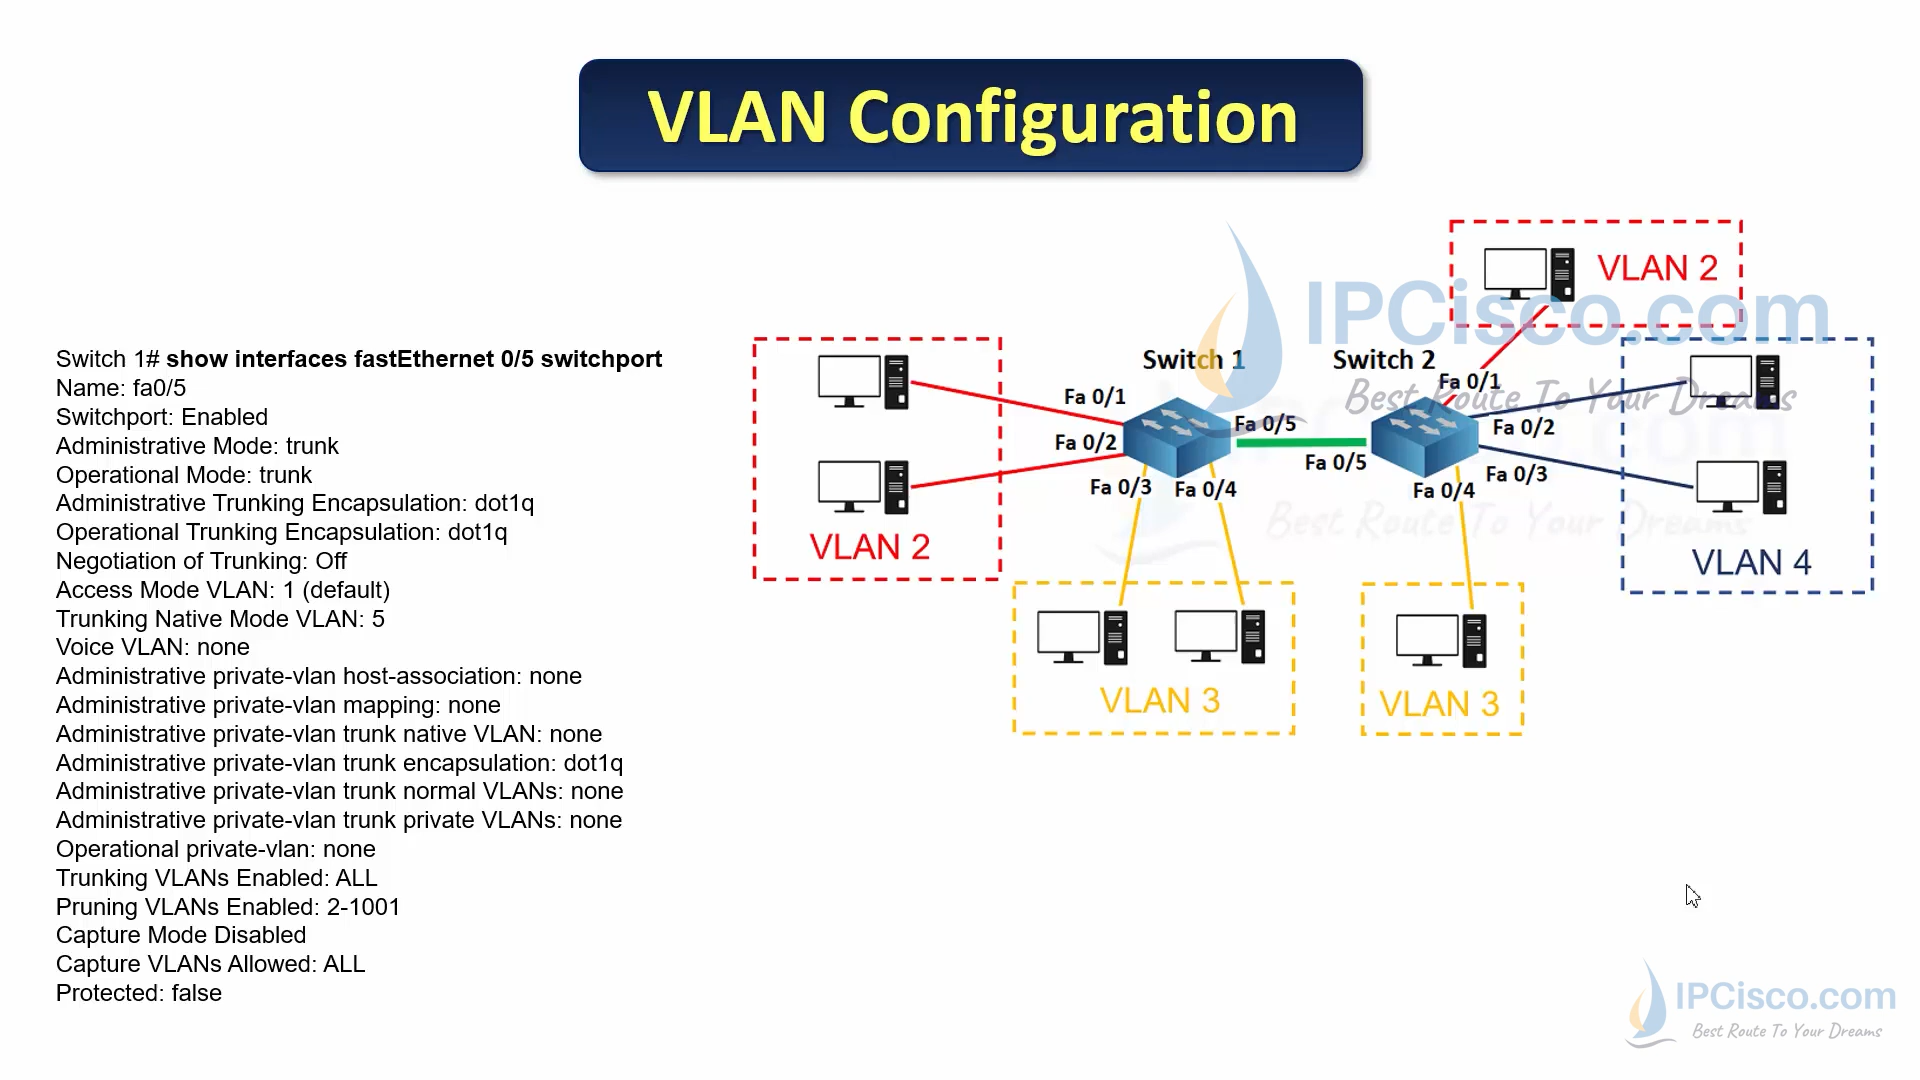 VLAN Configuration
Switch 1# show interfaces fastEthernet 0/5 switchport
Name: fa0/5
Switchport: Enabled
Administrative Mode: trunk
Operational Mode: trunk
Administrative Trunking Encapsulation: dot1q
Operational Trunking Encapsulation: dot1q
Negotiation of Trunking: Off
Access Mode VLAN: 1 (default)
Trunking Native Mode VLAN: 5
Voice VLAN: none
Administrative private-vlan host-association: none
Administrative private-vlan mapping: none
Administrative private-vlan trunk native VLAN: none
Administrative private-vlan trunk encapsulation: dot1q
Administrative private-vlan trunk normal VLANs: none
Administrative private-vlan trunk private VLANs: none
Operational private-vlan: none
Trunking VLANs Enabled: ALL
Pruning VLANs Enabled: 2-1001
Capture Mode Disabled
Capture VLANs Allowed: ALL
Protected: false
VLAN 2
IPCisco.com
Best Route To Your Dreams
Switch 1
Switch 2
Fa 0/1
Fa 0/2
Fa 0/3
Fa 0/4
Fa 0/5
Fa 0/5
Fa 0/1
Fa 0/2
Fa 0/3
Fa 0/4
Best Route To Your Dreams
VLAN 2
VLAN 4
VLAN 3
VLAN 3
IPCisco.com
Best Route To Your Dreams